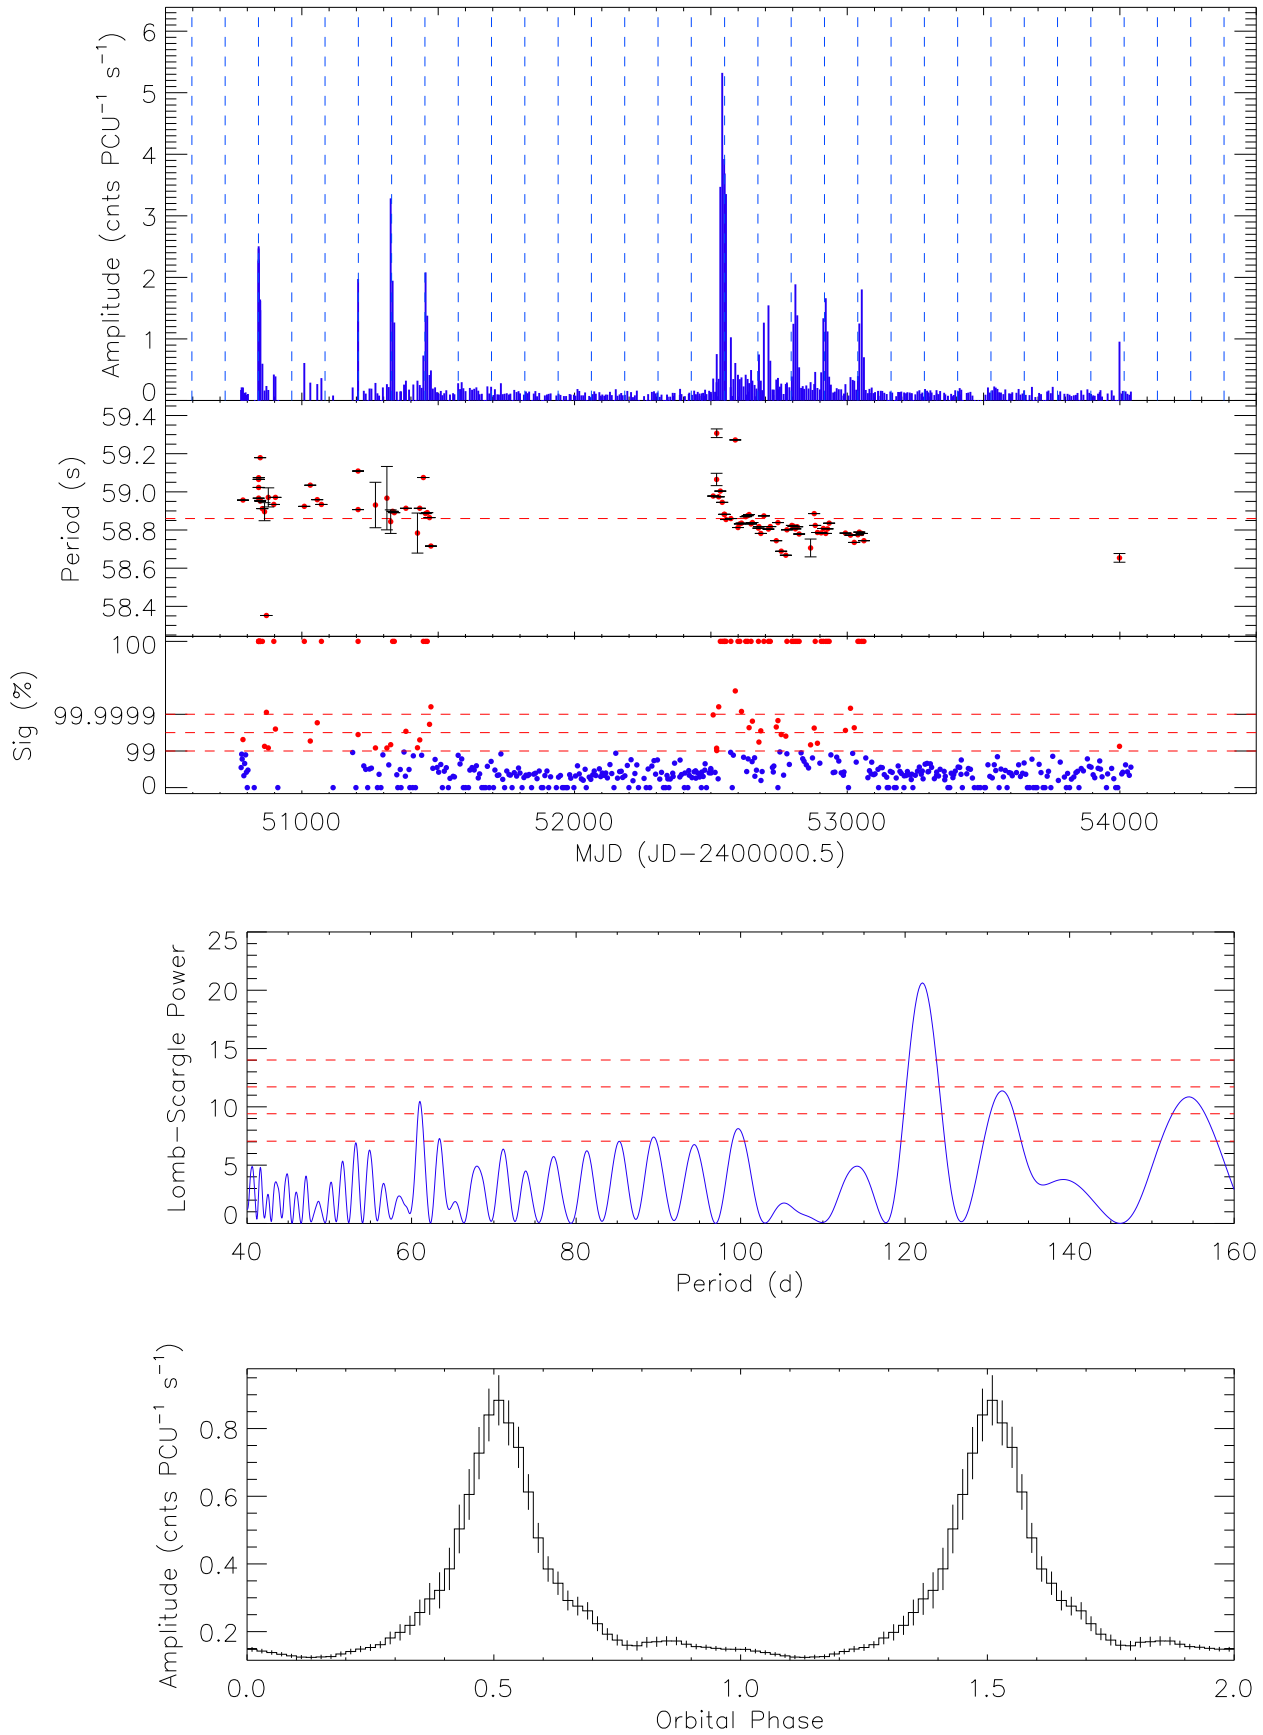 Amplitude (cnts PCU⁻¹ s⁻¹)
6
5
4
3
2
1
0
Period (s)
59.4
59.2
59.0
58.8
58.6
58.4
Sig (%)
100
99.9999
99
0
51000 52000 53000 54000
MJD (JD−2400000.5)
Lomb−Scargle Power
25
20
15
10
5
0
40 60 80 100 120 140 160
Period (d)
Amplitude (cnts PCU⁻¹ s⁻¹)
0.8
0.6
0.4
0.2
0.0 0.5 1.0 1.5 2.0
Orbital Phase